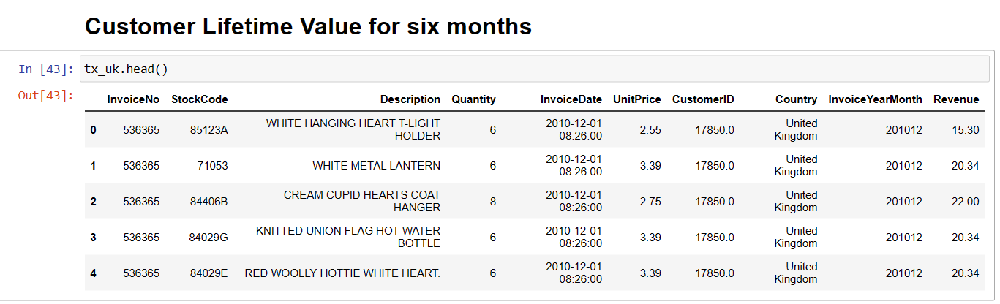 Customer Lifetime Value for six months
In [43]: tx_uk.head()
Out[43]:
InvoiceNo StockCode Description Quantity InvoiceDate UnitPrice CustomerID Country InvoiceYearMonth Revenue
0 536365 85123A WHITE HANGING HEART T-LIGHT HOLDER 6 2010-12-01 08:26:00 2.55 17850.0 United Kingdom 201012 15.30
1 536365 71053 WHITE METAL LANTERN 6 2010-12-01 08:26:00 3.39 17850.0 United Kingdom 201012 20.34
2 536365 84406B CREAM CUPID HEARTS COAT HANGER 8 2010-12-01 08:26:00 2.75 17850.0 United Kingdom 201012 22.00
3 536365 84029G KNITTED UNION FLAG HOT WATER BOTTLE 6 2010-12-01 08:26:00 3.39 17850.0 United Kingdom 201012 20.34
4 536365 84029E RED WOOLLY HOTTIE WHITE HEART. 6 2010-12-01 08:26:00 3.39 17850.0 United Kingdom 201012 20.34